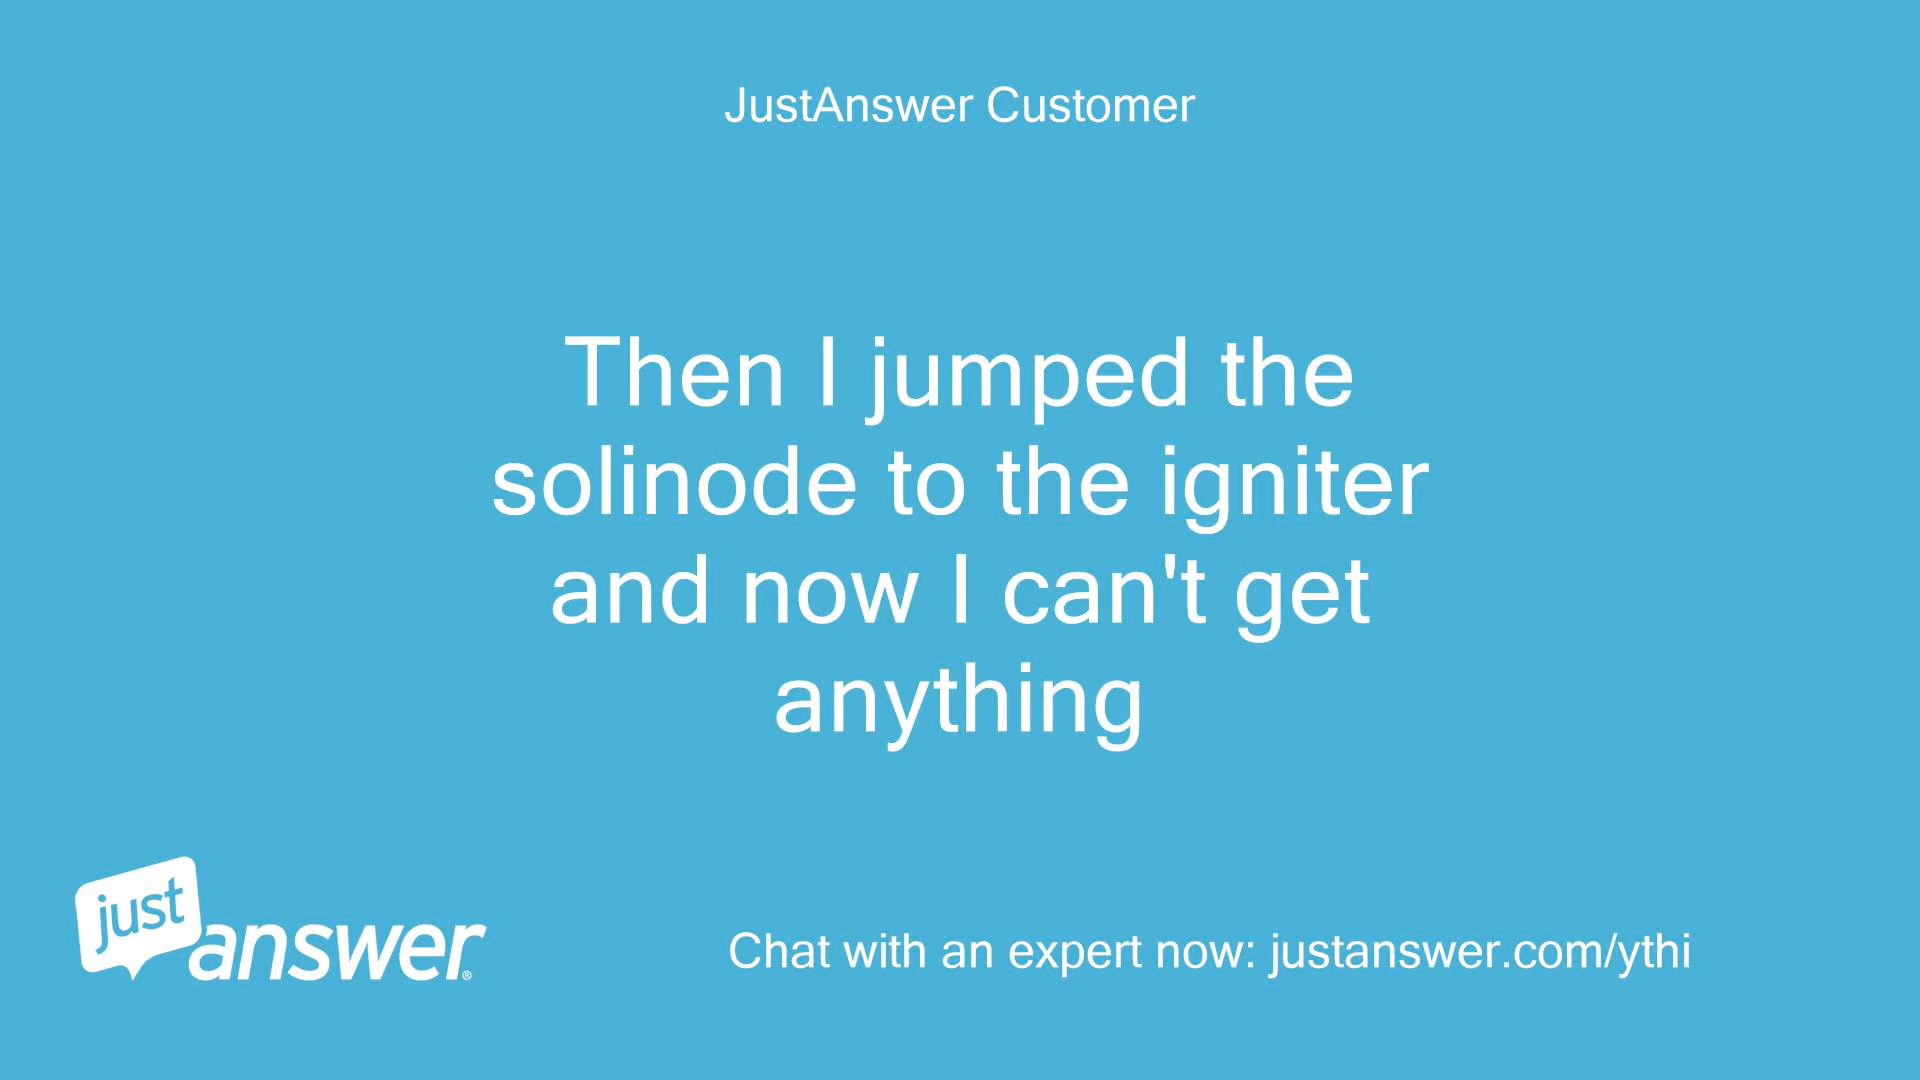 JustAnswer Customer
Then I jumped the
solinode to the igniter
and now I can't get
anything
just
answer®
Chat with an expert now: justanswer.com/ythi